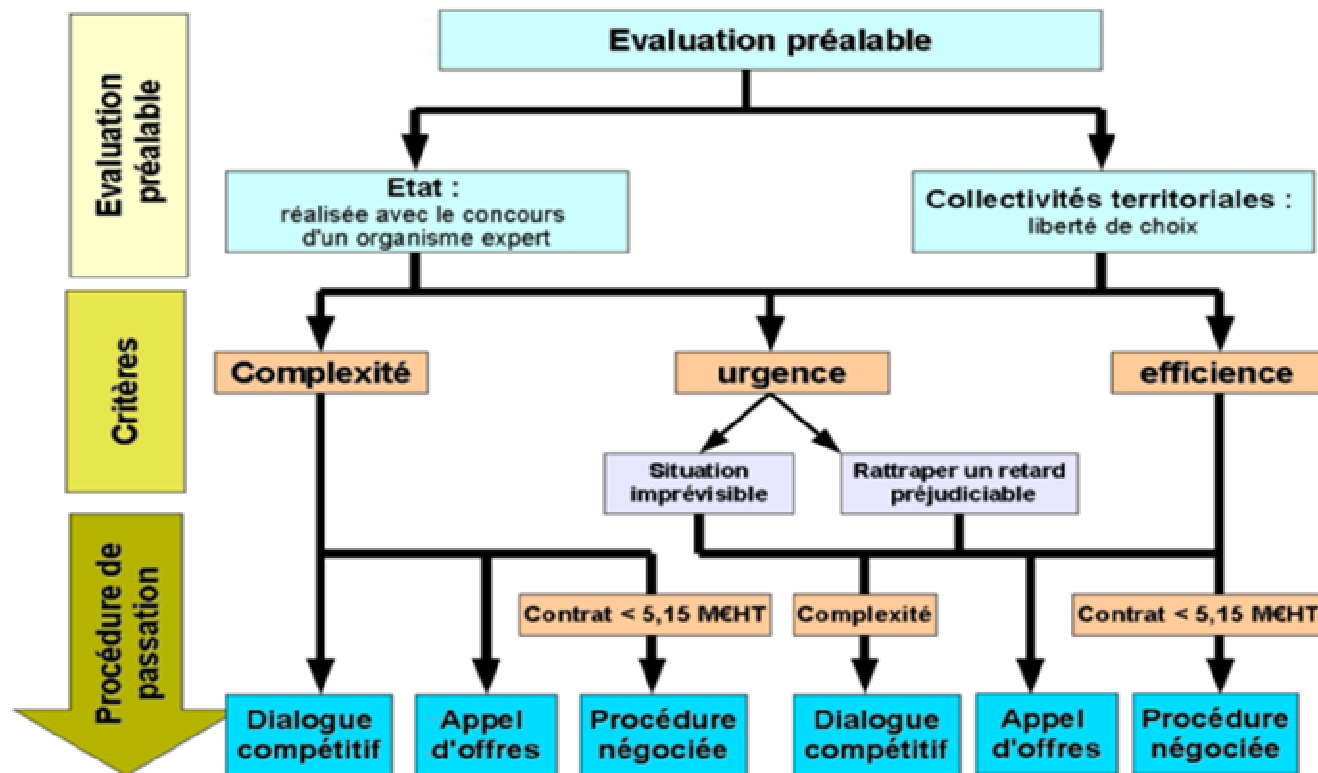 Evaluation préalable
Evaluation
préalable
Etat :
réalisée avec le concours
d'un organisme expert
Collectivités territoriales :
liberté de choix
Critères
Complexité
urgence
efficience
Situation
imprévisible
Rattraper un retard
préjudiciable
Procédure de
passation
Contrat < 5,15 M€HT
Complexité
Contrat < 5,15 M€HT
Dialogue
compétitif
Appel
d'offres
Procédure
négociée
Dialogue
compétitif
Appel
d'offres
Procédure
négociée